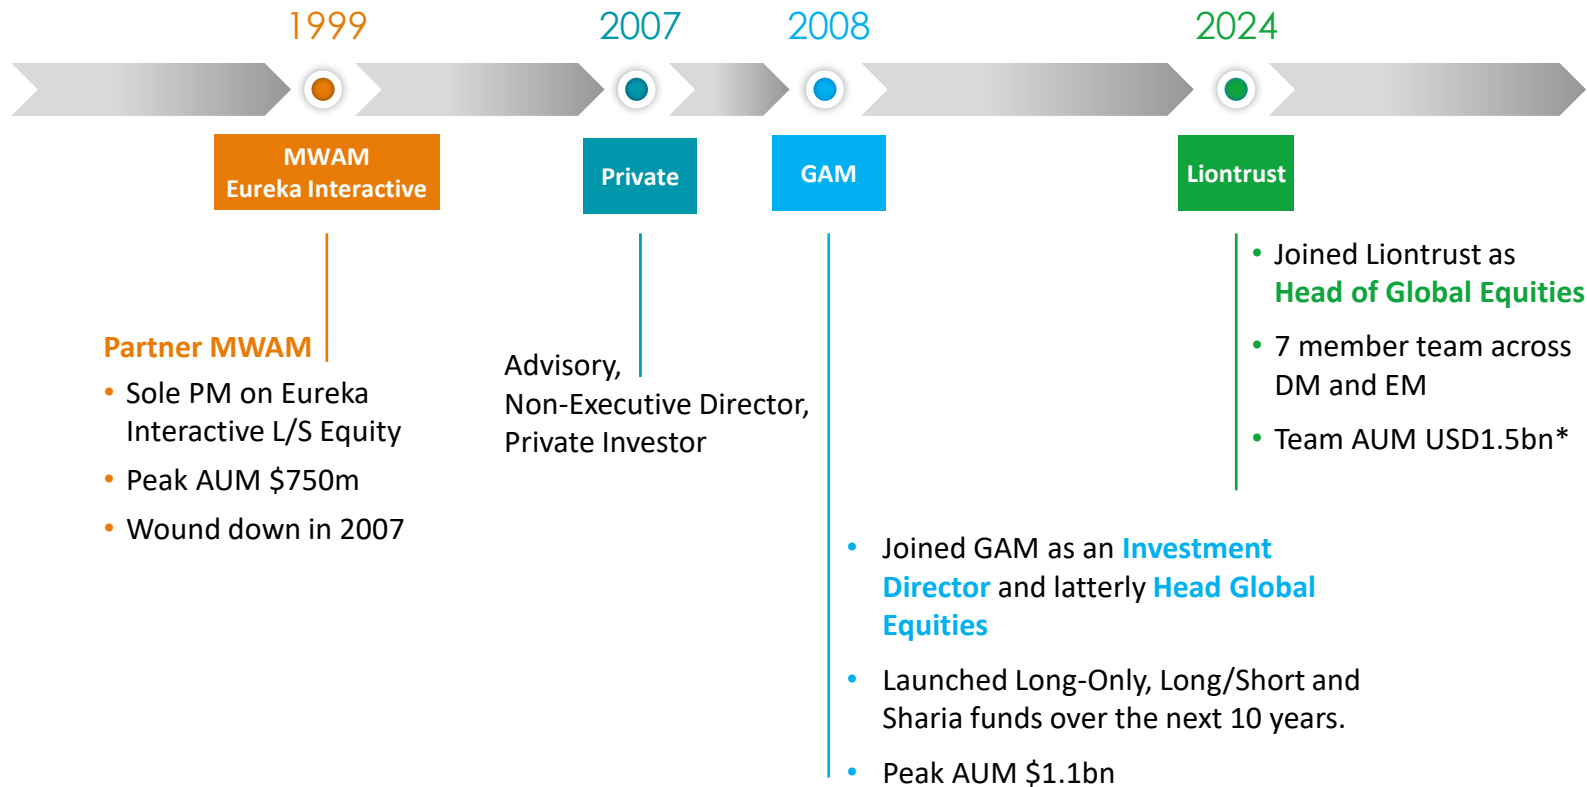 1999
2007
2008
2024
MWAM
Eureka Interactive
Private
GAM
Liontrust
Partner MWAM
• Sole PM on Eureka
Interactive L/S Equity
• Peak AUM $750m
• Wound down in 2007
Advisory,
Non-Executive Director,
Private Investor
• Joined GAM as an Investment
Director and latterly Head Global
Equities
• Launched Long-Only, Long/Short and
Sharia funds over the next 10 years.
• Peak AUM $1.1bn
• Joined Liontrust as
Head of Global Equities
• 7 member team across
DM and EM
• Team AUM USD1.5bn*